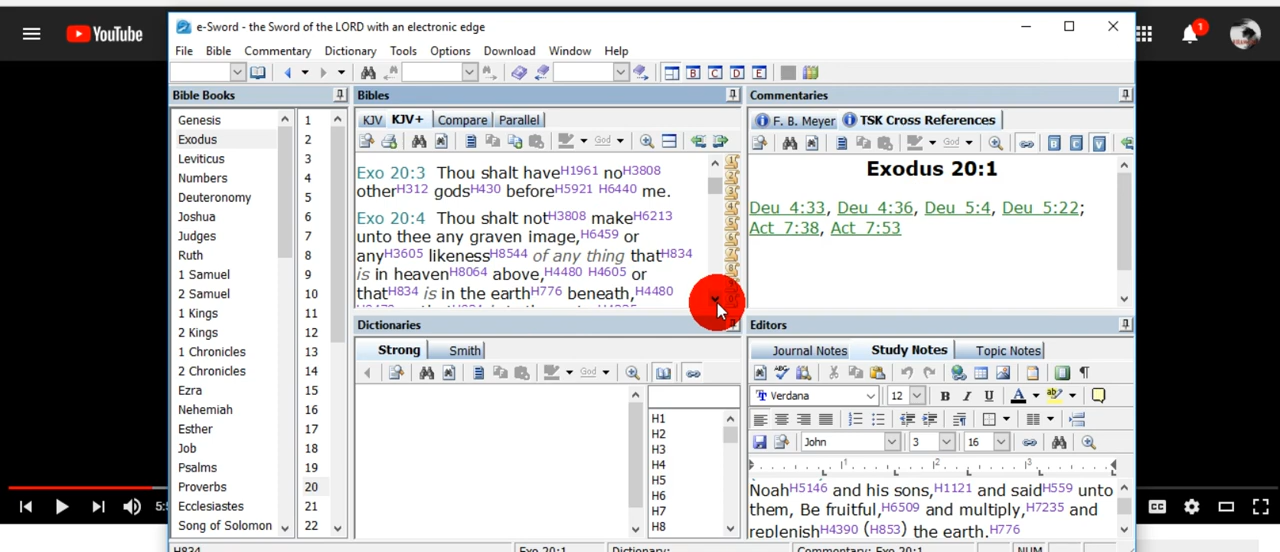 YouTube
e-Sword - the Sword of the LORD with an electronic edge
File Bible Commentary Dictionary Tools Options Download Window Help
1
B C D E
Bible Books
Genesis 1
Exodus 2
Leviticus 3
Numbers 4
Deuteronomy 5
Joshua 6
Judges 7
Ruth 8
1 Samuel 9
2 Samuel 10
1 Kings 11
2 Kings 12
1 Chronicles 13
2 Chronicles 14
Ezra 15
Nehemiah 16
Esther 17
Job 18
Psalms 19
Proverbs 20
Ecclesiastes 21
Song of Solomon 22
Bibles
KJV KJV+ Compare Parallel
God
Exo 20:3 Thou shalt haveH1961 noH3808
otherH312 godsH430 beforeH5921 H6440 me.
Exo 20:4 Thou shalt notH3808 makeH6213
unto thee any graven image,H6459 or
anyH3605 likenessH8544 of any thing thatH834
is in heavenH8064 above,H4480 H4605 or
thatH834 is in the earthH776 beneath,H4480
Commentaries
F. B. Meyer TSK Cross References
God
B C V
Exodus 20:1
Deu 4:33, Deu 4:36, Deu 5:4, Deu 5:22;
Act 7:38, Act 7:53
Dictionaries
Strong Smith
God
H1
H2
H3
H4
H5
H6
H7
H8
Editors
Journal Notes Study Notes Topic Notes
ABC
Verdana 12 B I U A ab
John 3 16
1 2 3
NoahH5146 and his sons,H1121 and saidH559 unto
them, Be fruitful,H6509 and multiply,H7235 and
replenishH4390 (H853) the earth.H776
H834 Exo 20:1 Dictionary: Commentary: Exo 20:1 NUM
CC